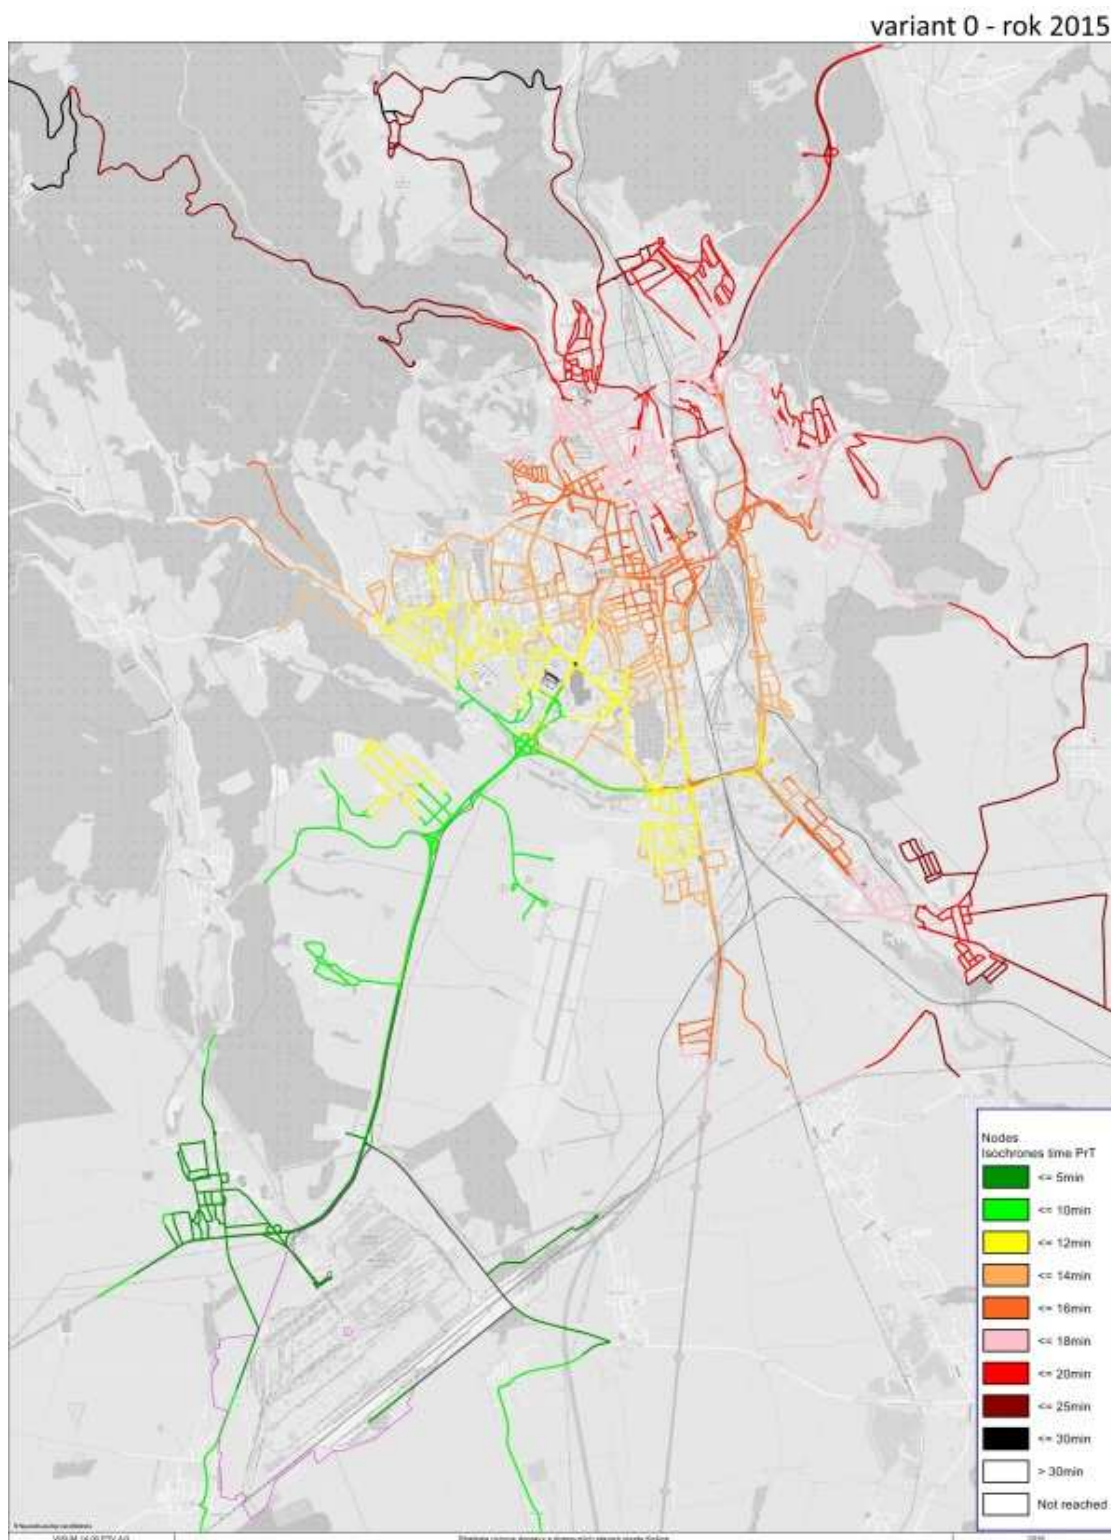 variant 0 - rok 2015
Nodes
Isochrones time PrT
<= 5min
<= 10min
<= 12min
<= 14min
<= 16min
<= 18min
<= 20min
<= 25min
<= 30min
> 30min
Not reached